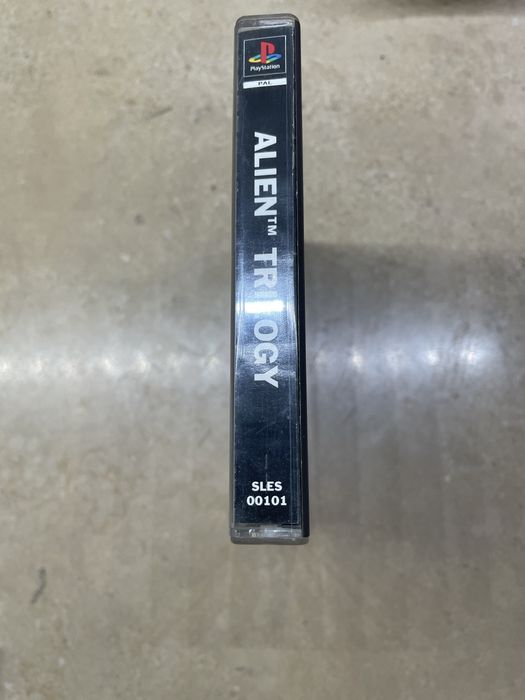 PlayStation
PAL
ALIEN™ TRILOGY
SLES
00101